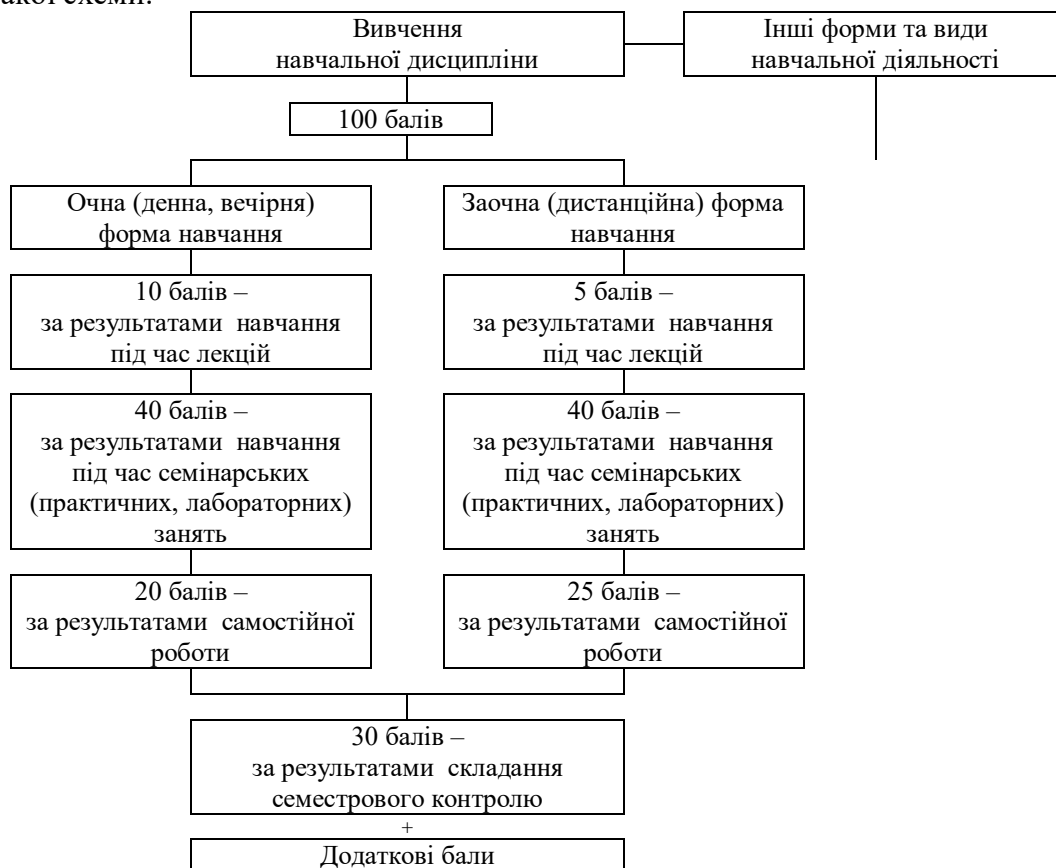 акої схеми:
Вивчення
навчальної дисципліни
Інші форми та види
навчальної діяльності
100 балів
Очна (денна, вечірня)
форма навчання
Заочна (дистанційна) форма
навчання
10 балів –
за результатами навчання
під час лекцій
5 балів –
за результатами навчання
під час лекцій
40 балів –
за результатами навчання
під час семінарських
(практичних, лабораторних)
занять
40 балів –
за результатами навчання
під час семінарських
(практичних, лабораторних)
занять
20 балів –
за результатами самостійної
роботи
25 балів –
за результатами самостійної
роботи
30 балів –
за результатами складання
семестрового контролю
+
Додаткові бали